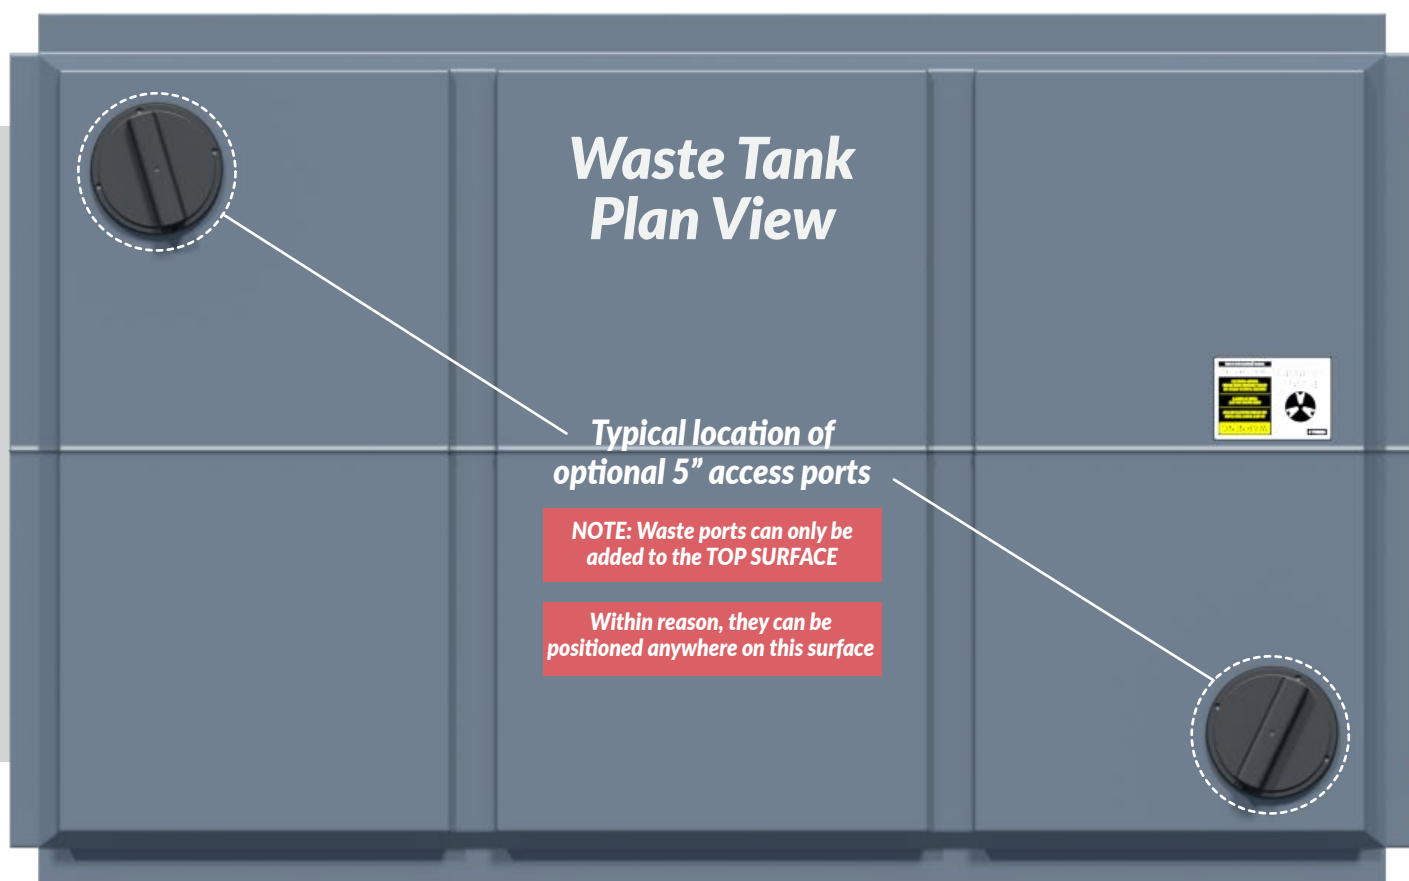 Waste Tank
Plan View
Typical location of
optional 5” access ports
NOTE: Waste ports can only be
added to the TOP SURFACE
Within reason, they can be
positioned anywhere on this surface